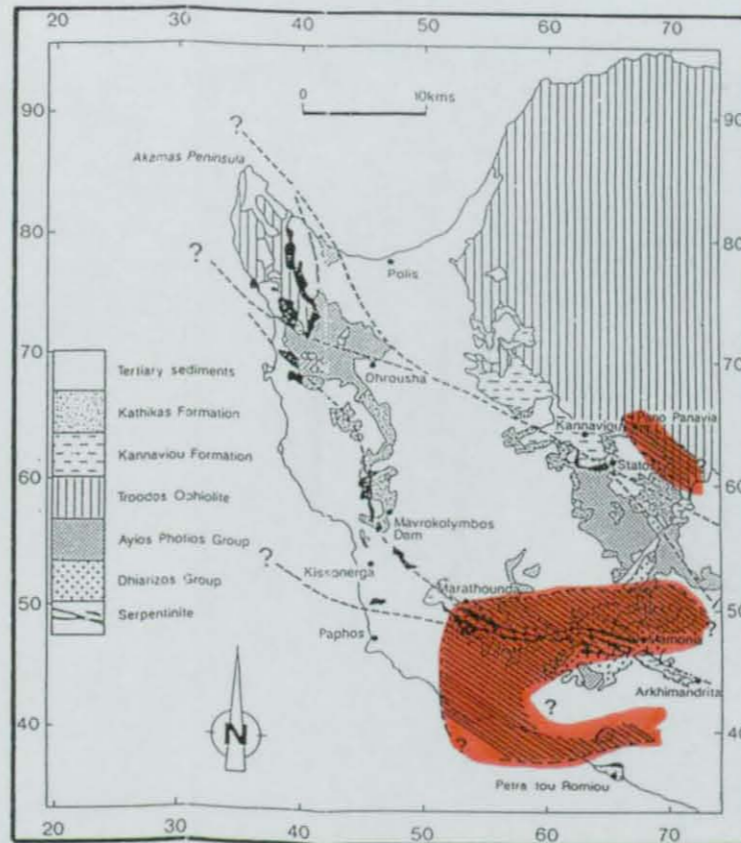 20 30 40 50 60 70
90 90
80 80
70 70
60 60
50 50
40 40
20 30 40 50 60 70
0 10kms
?
Akamas Peninsula
?
Polis
Tertiary sediments
Kathikas Formation
Kannaviou Formation
Troodos Ophiolite
Ayios Photios Group
Dhiarizos Group
Serpentinite
Dhrousha
Kannaviou
Pano Panayia
?
Statos
Mavrokolymbos
Dam
?
Kissonerga
Marathounda
?
Paphos
Mamonia
Arkhimandrita
?
?
N
Petra tou Romiou